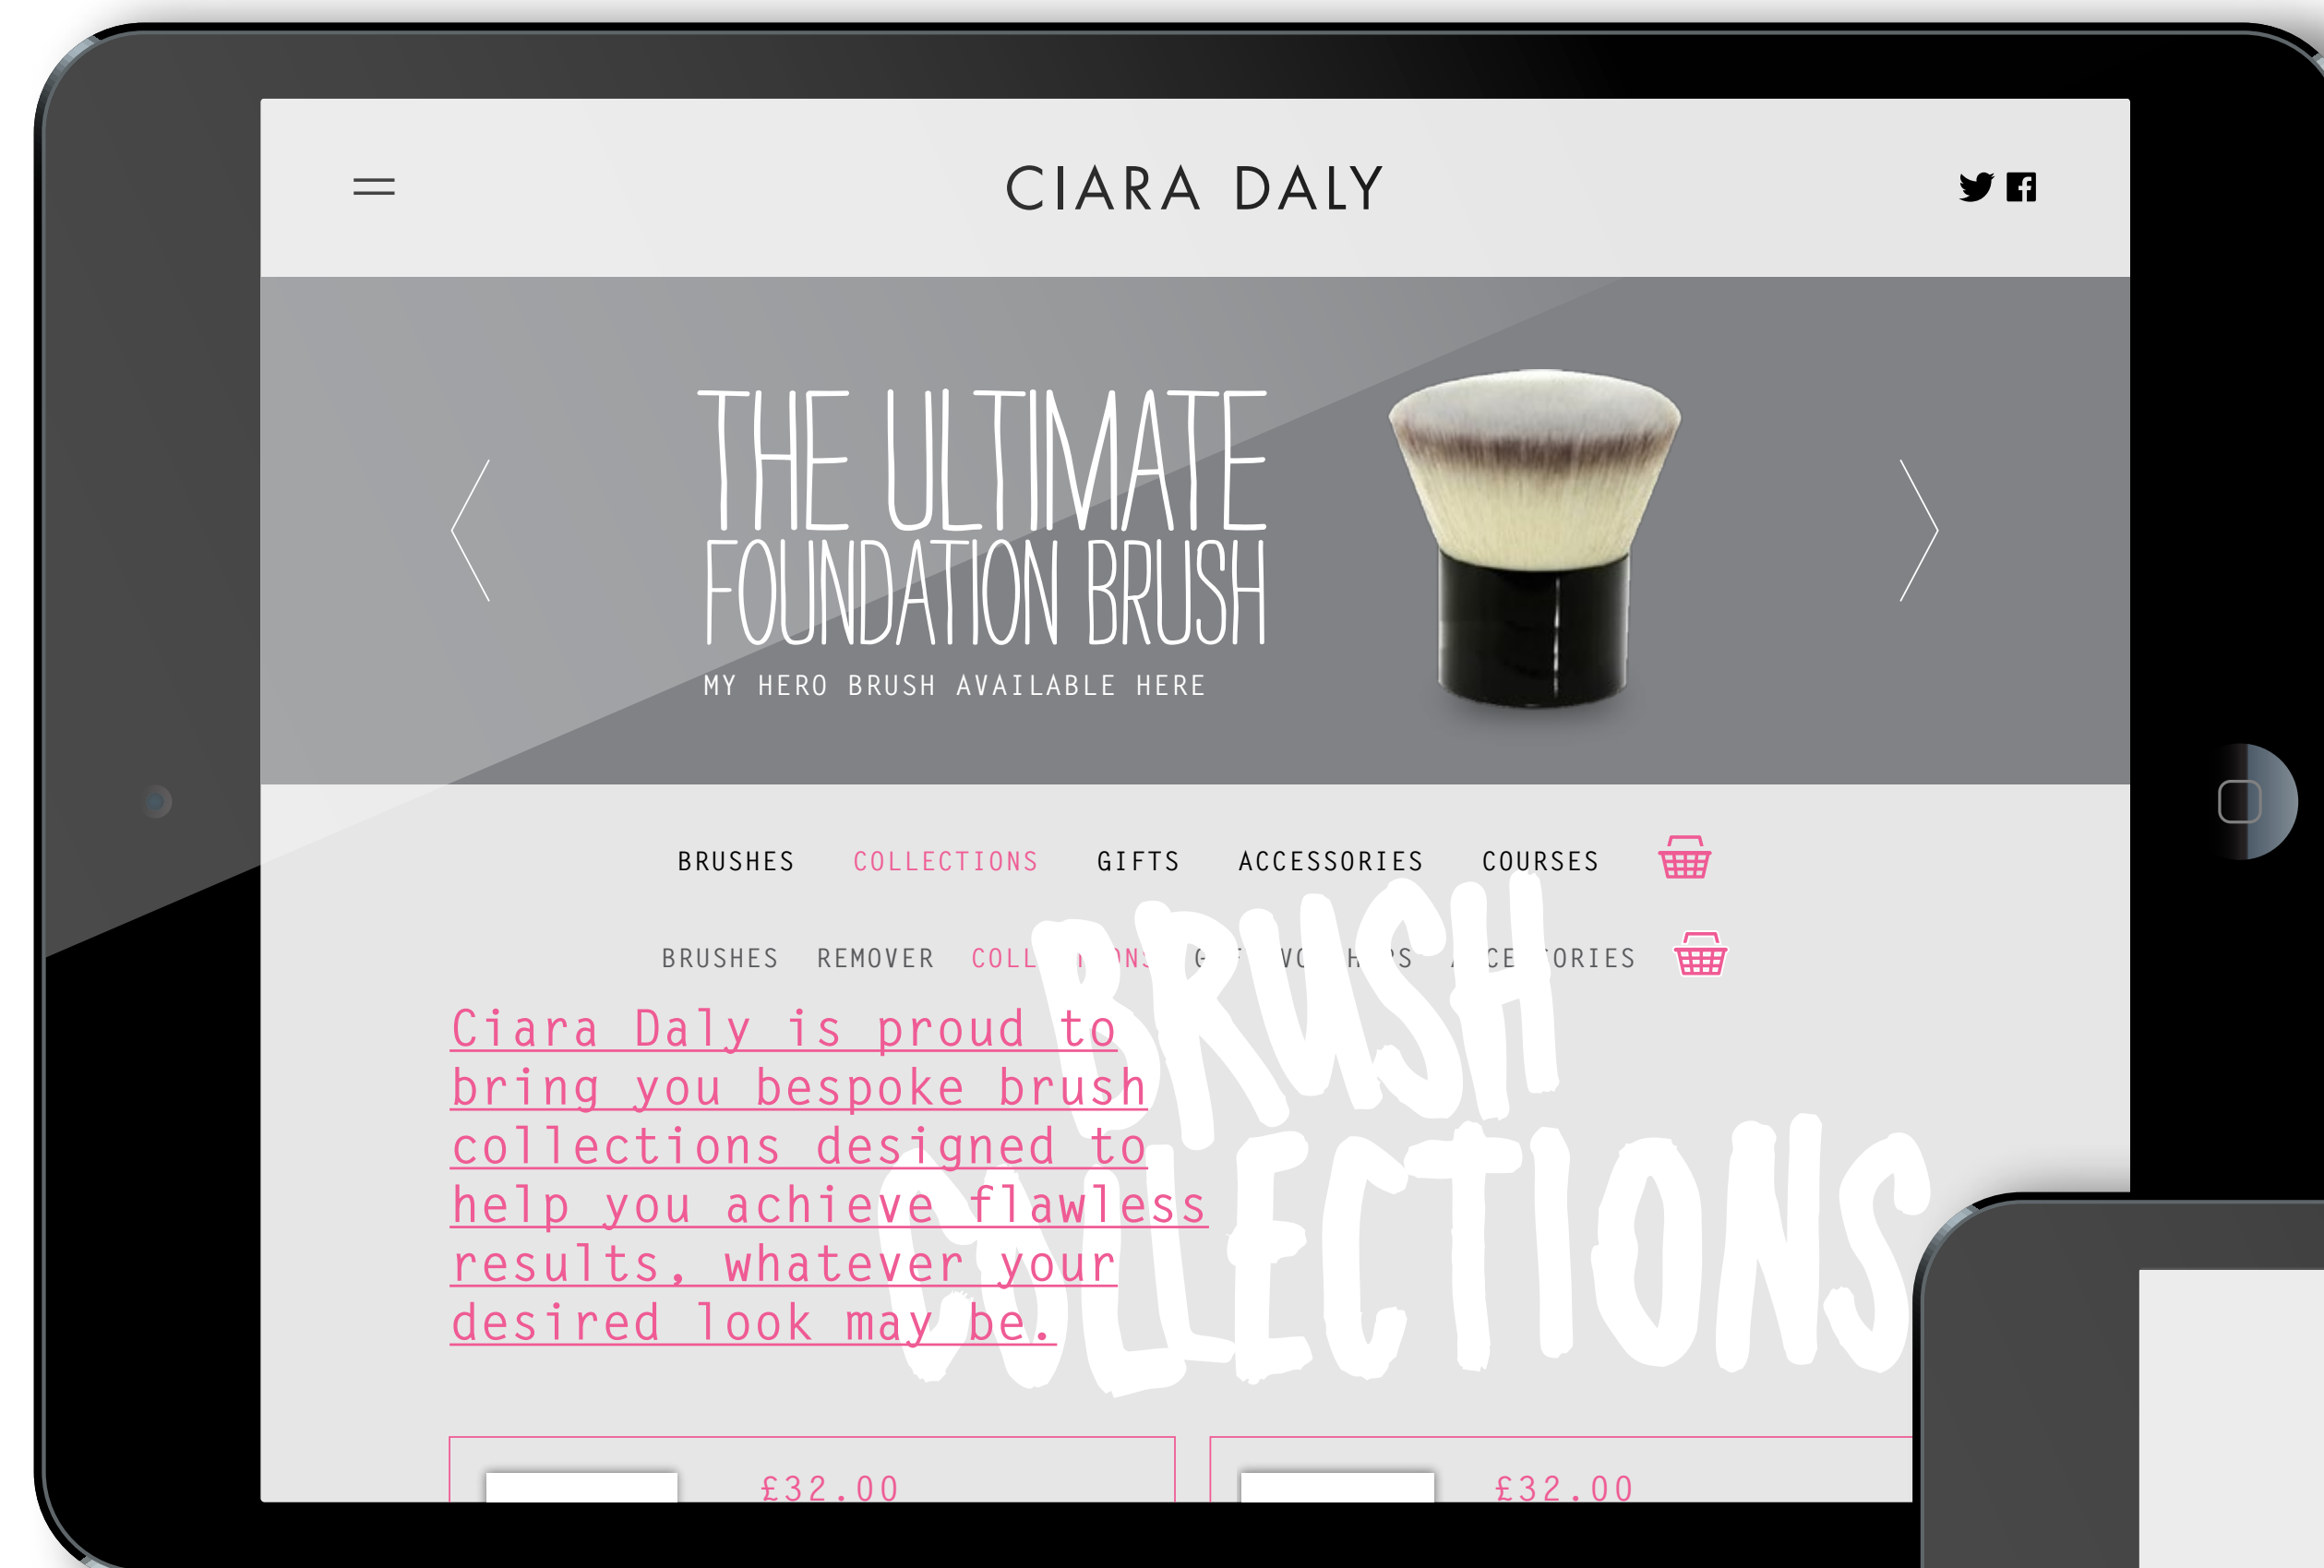 CIARA DALY
THE ULTIMATE
FOUNDATION BRUSH
MY HERO BRUSH AVAILABLE HERE
BRUSHES COLLECTIONS GIFTS ACCESSORIES COURSES
BRUSHES REMOVER
BRUSH
COLLECTIONS
Ciara Daly is proud to
bring you bespoke brush
collections designed to
help you achieve flawless
results, whatever your
desired look may be.
£32.00 £32.00